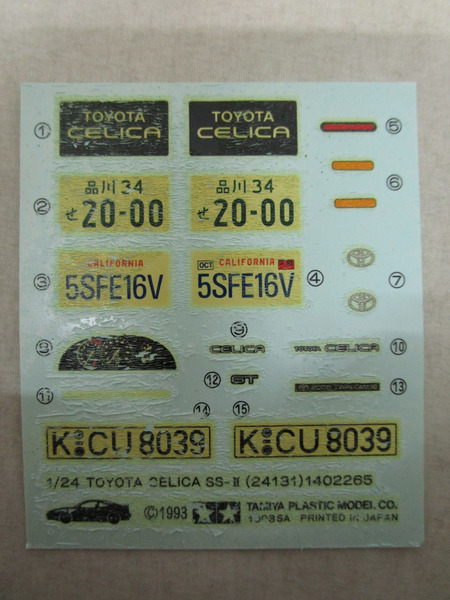 TOYOTA CELICA
TOYOTA CELICA
① ⑤
品川 34
せ 20-00
品川 34
せ 20-00
② ⑥
CALIFORNIA
5SFE16V
OCT CALIFORNIA
5SFE16V
③ ④ ⑦
⑨
CELICA
TOYOTA CELICA ⑩
⑫ GT
⑬
⑭ ⑮
K CU 8039
K CU 8039
1/24 TOYOTA CELICA SS-II (24131)1402265
©1993 TAMIYA PLASTIC MODEL CO.
PRINTED IN JAPAN